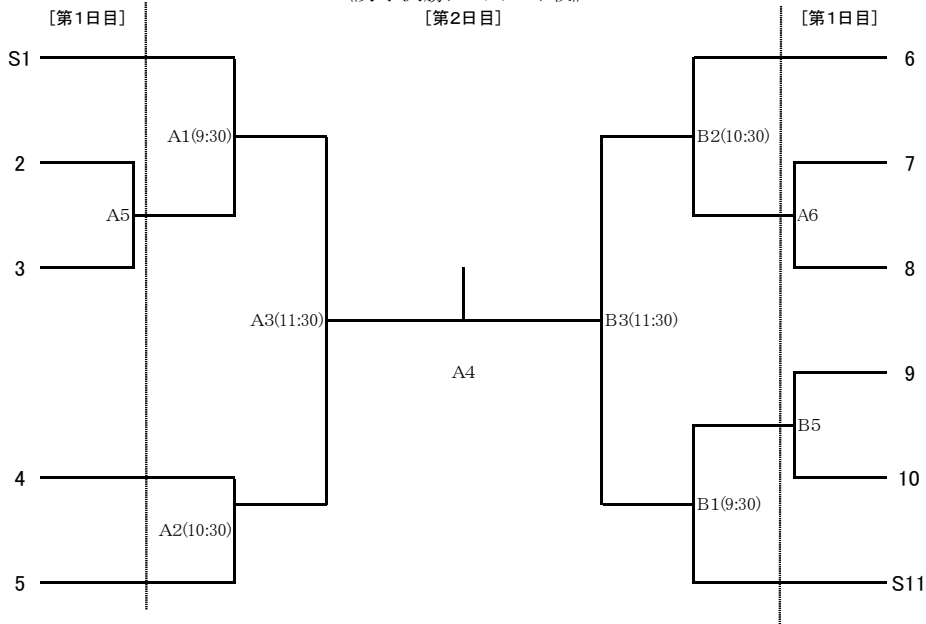 [第1日目]
[第2日目]
[第1日目]
S1
6
A1(9:30)
B2(10:30)
2
7
A5
A6
3
8
A3(11:30)
B3(11:30)
A4
9
B5
4
10
A2(10:30)
B1(9:30)
5
S11